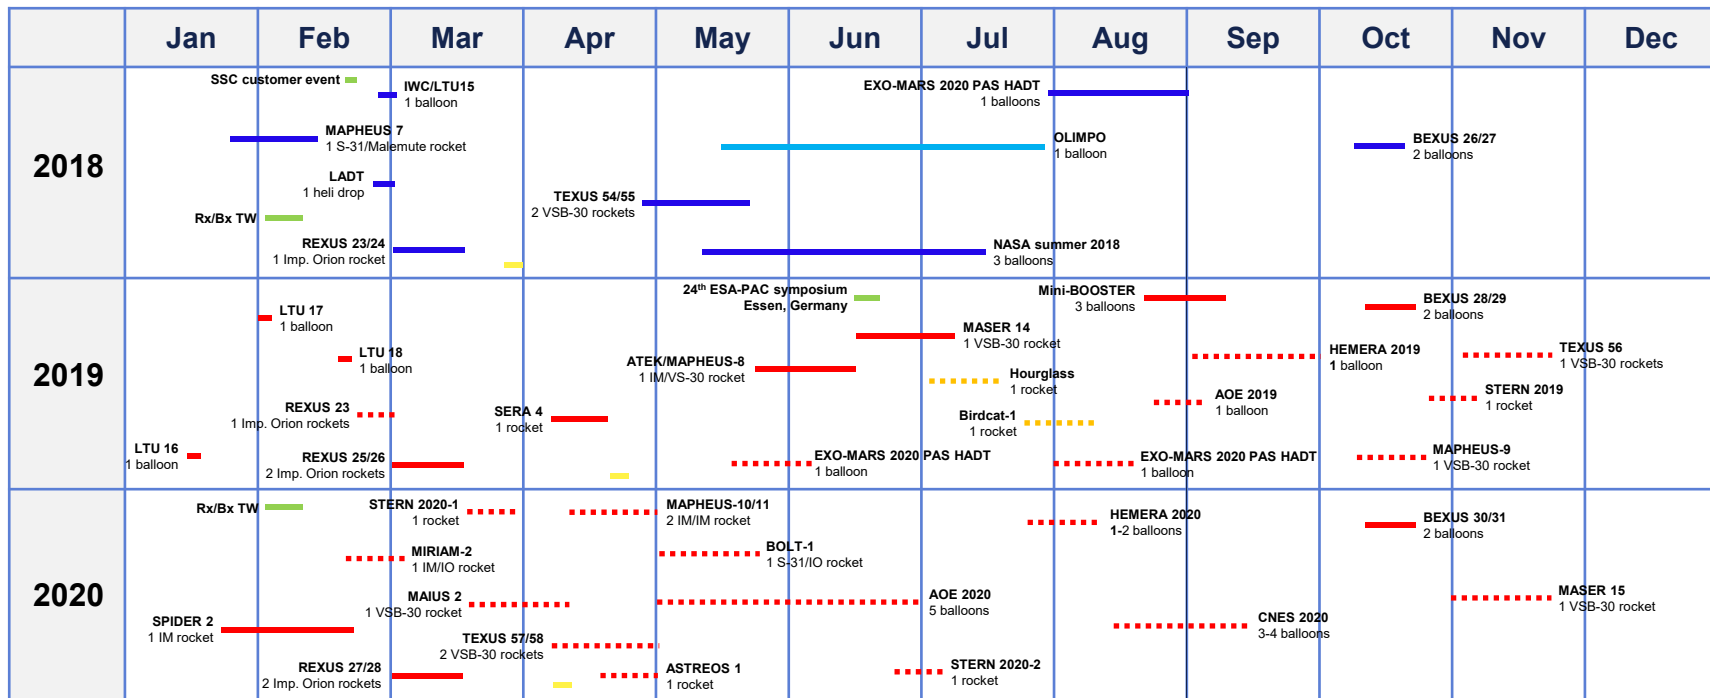 Jan Feb Mar Apr May Jun Jul Aug Sep Oct Nov Dec
2018
SSC customer event
IWC/LTU15
1 balloon
EXO-MARS 2020 PAS HADT
1 balloons
MAPHEUS 7
1 S-31/Malemute rocket
OLIMPO
1 balloon
BEXUS 26/27
2 balloons
LADT
1 heli drop
TEXUS 54/55
2 VSB-30 rockets
Rx/Bx TW
REXUS 23/24
1 Imp. Orion rocket
NASA summer 2018
3 balloons
2019
24th ESA-PAC symposium
Essen, Germany
Mini-BOOSTER
3 balloons
BEXUS 28/29
2 balloons
LTU 17
1 balloon
MASER 14
1 VSB-30 rocket
LTU 18
1 balloon
ATEK/MAPHEUS-8
1 IM/VS-30 rocket
HEMERA 2019
1 balloon
TEXUS 56
1 VSB-30 rockets
Hourglass
1 rocket
AOE 2019
1 balloon
STERN 2019
1 rocket
REXUS 23
1 Imp. Orion rockets
SERA 4
1 rocket
Birdcat-1
1 rocket
LTU 16
1 balloon
REXUS 25/26
2 Imp. Orion rockets
EXO-MARS 2020 PAS HADT
1 balloon
EXO-MARS 2020 PAS HADT
1 balloon
MAPHEUS-9
1 VSB-30 rocket
2020
Rx/Bx TW
STERN 2020-1
1 rocket
MAPHEUS-10/11
2 IM/IM rocket
HEMERA 2020
1-2 balloons
BEXUS 30/31
2 balloons
MIRIAM-2
1 IM/IO rocket
BOLT-1
1 S-31/IO rocket
MAIUS 2
1 VSB-30 rocket
AOE 2020
5 balloons
MASER 15
1 VSB-30 rocket
SPIDER 2
1 IM rocket
CNES 2020
3-4 balloons
TEXUS 57/58
2 VSB-30 rockets
REXUS 27/28
2 Imp. Orion rockets
ASTREOS 1
1 rocket
STERN 2020-2
1 rocket